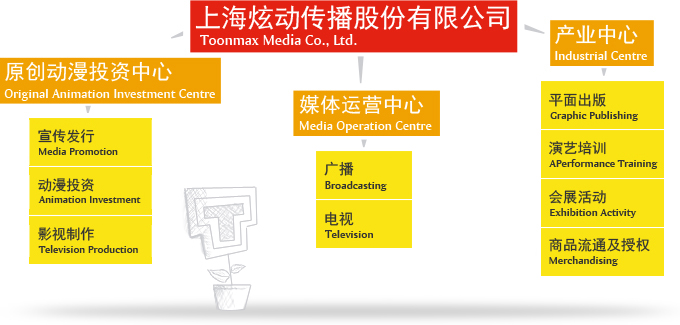 上海炫动传播股份有限公司
Toonmax Media Co., Ltd.
原创动漫投资中心
Original Animation Investment Centre
宣传发行
Media Promotion
动漫投资
Animation Investment
影视制作
Television Production
媒体运营中心
Media Operation Centre
广播
Broadcasting
电视
Television
产业中心
Industrial Centre
平面出版
Graphic Publishing
演艺培训
APerformance Training
会展活动
Exhibition Activity
商品流通及授权
Merchandising
T